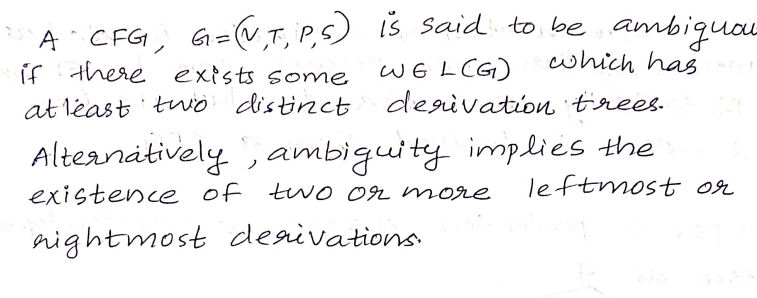 A CFG, G=(N,T,P,S) is said to be ambiguou
if there exists some w ∈ L(G) which has
atleast two distinct derivation trees.
Alternatively, ambiguity implies the
existence of two or more leftmost or
rightmost derivations.